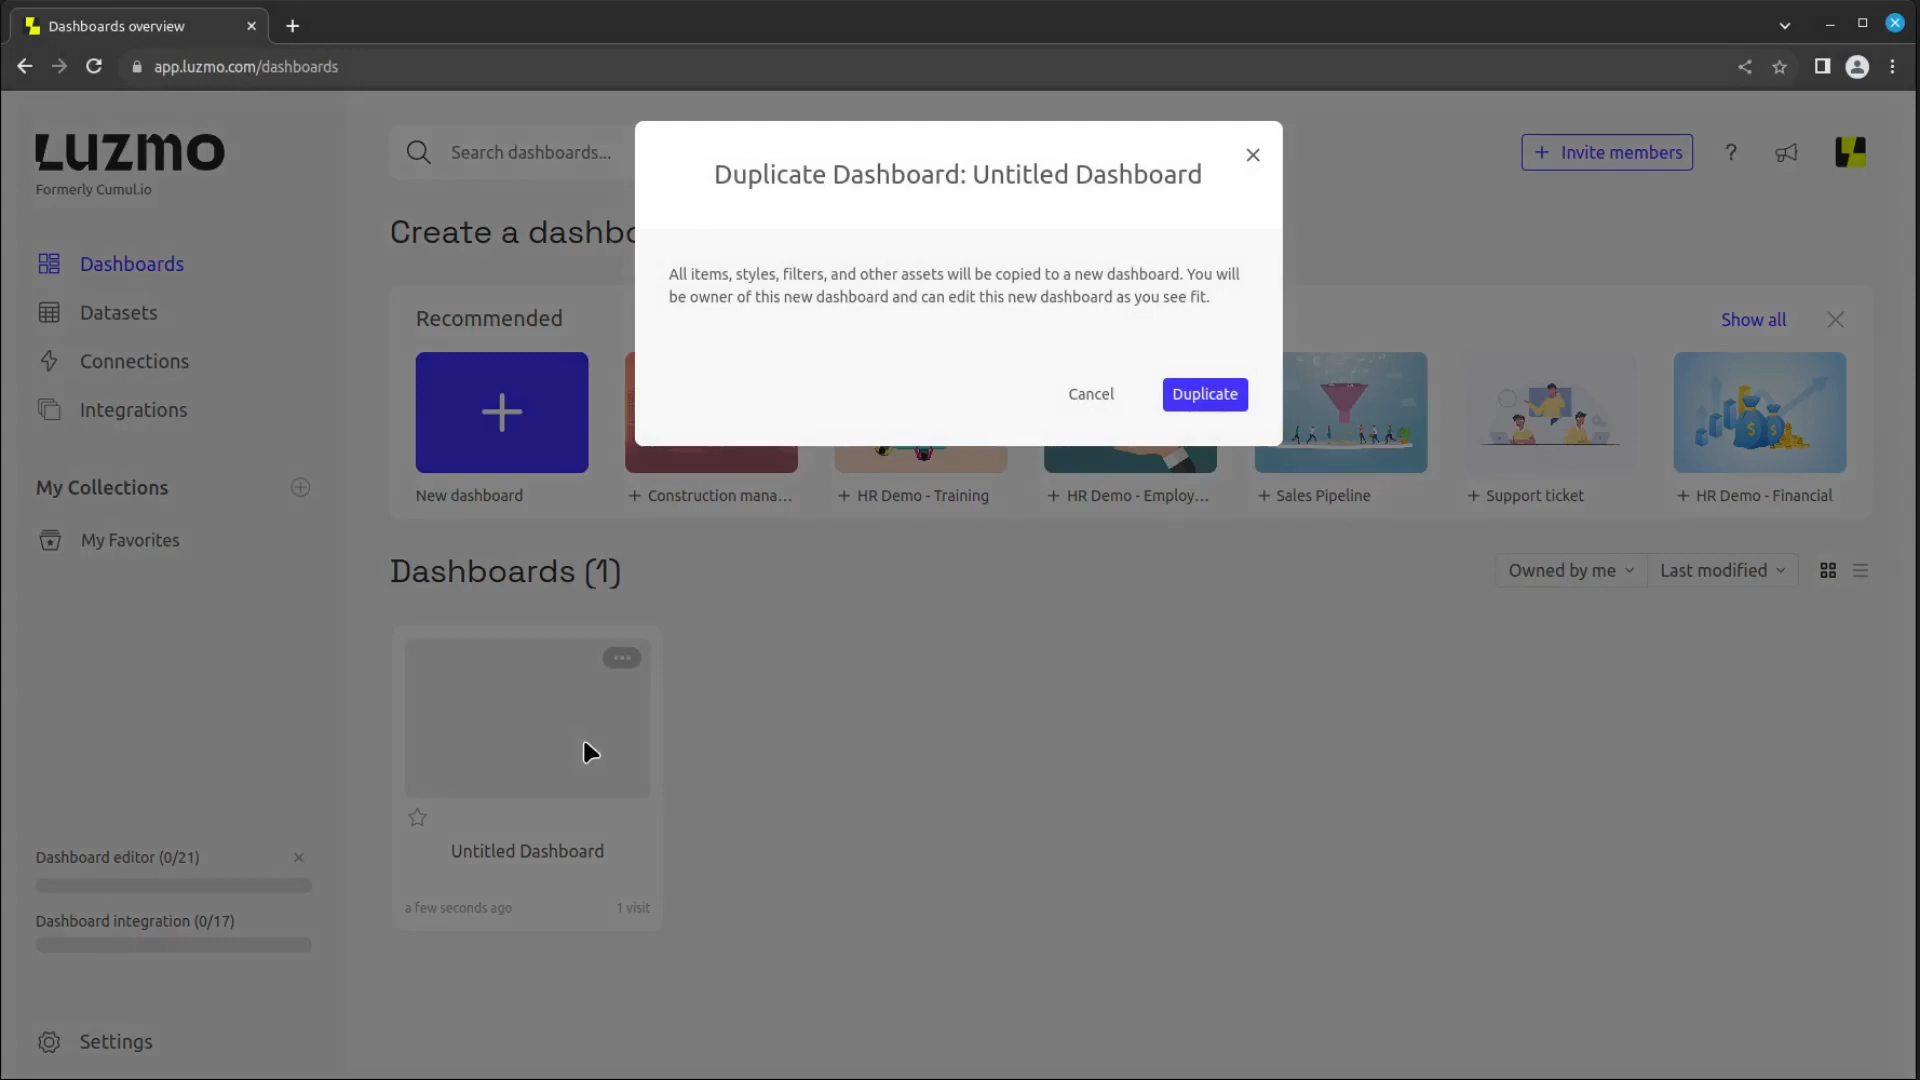 Dashboards overview
app.luzmo.com/dashboards
Luzmo
Formerly Cumul.io
Search dashboards...
Invite members
?
Duplicate Dashboard: Untitled Dashboard
All items, styles, filters, and other assets will be copied to a new dashboard. You will
be owner of this new dashboard and can edit this new dashboard as you see fit.
Cancel
Duplicate
Dashboards
Datasets
Connections
Integrations
My Collections
My Favorites
Dashboard editor (0/21)
Dashboard integration (0/17)
Settings
Create a dashbo
Recommended
Show all
New dashboard
+ Construction mana...
+ HR Demo - Training
+ HR Demo - Employ...
+ Sales Pipeline
+ Support ticket
+ HR Demo - Financial
Dashboards (1)
Owned by me
Last modified
Untitled Dashboard
a few seconds ago
1 visit